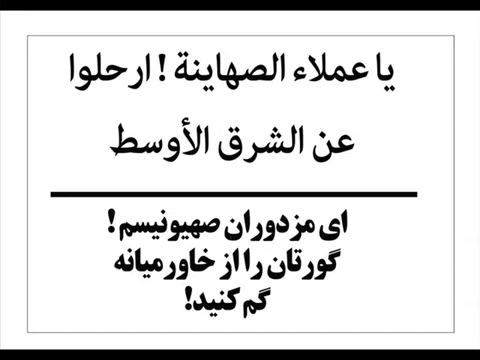 يا عملاء الصهاينة ! ارحلوا
عن الشرق الأوسط
ای مزدوران صهیونیسم!
گورتان را از خاورمیانه
گم کنید!